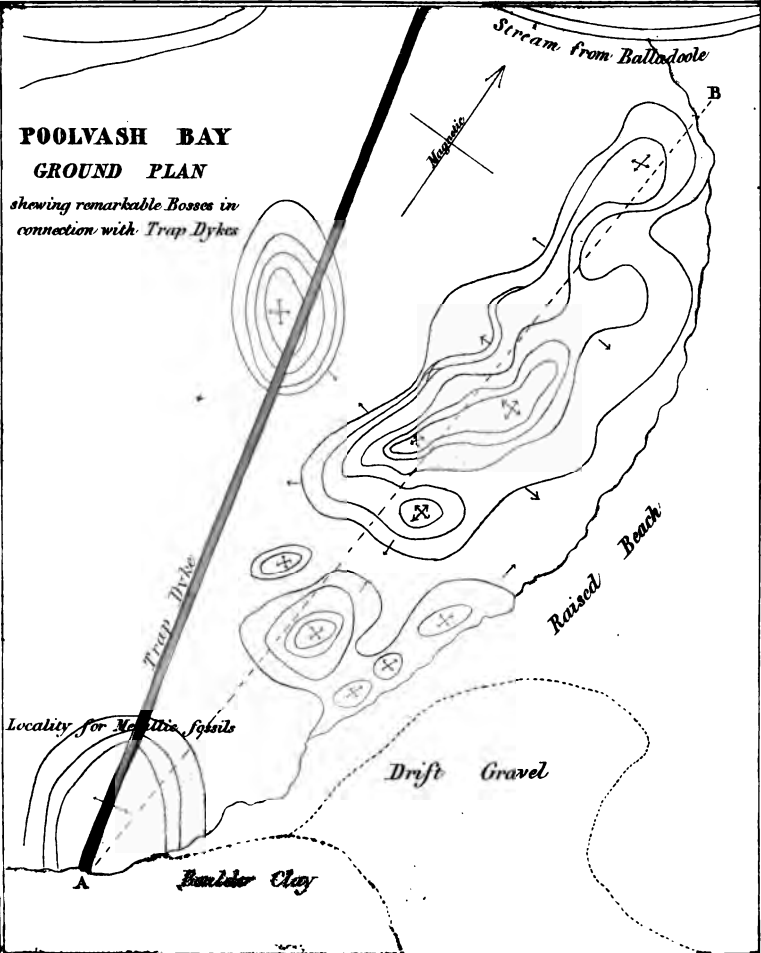 Stream from Balladoole
B
Magnetic
POOLVASH BAY
GROUND PLAN
shewing remarkable Bosses in
connection with Trap Dykes
Raised Beach
Trap Dyke
Locality for Metallic fossils
Drift Gravel
A
Boulder Clay